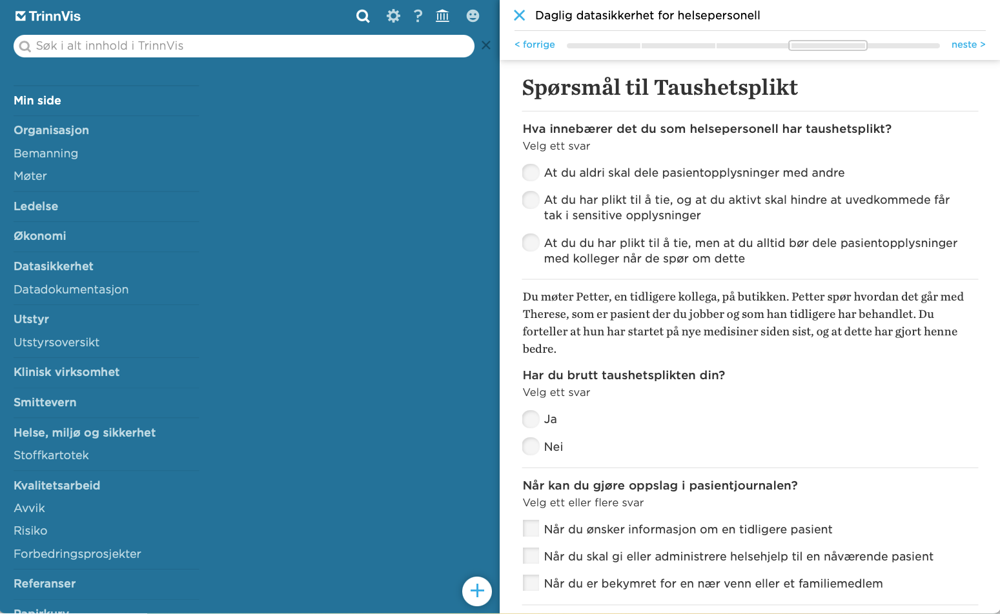 TrinnVis
?
Søk i alt innhold i TrinnVis
Min side
Organisasjon
Bemanning
Møter
Ledelse
Økonomi
Datasikkerhet
Datadokumentasjon
Utstyr
Utstyrsoversikt
Klinisk virksomhet
Smittevern
Helse, miljø og sikkerhet
Stoffkartotek
Kvalitetsarbeid
Avvik
Risiko
Forbedringsprosjekter
Referanser
Papirkurv
Daglig datasikkerhet for helsepersonell
< forrige
neste >
Spørsmål til Taushetsplikt
Hva innebærer det du som helsepersonell har taushetsplikt?
Velg ett svar
At du aldri skal dele pasientopplysninger med andre
At du har plikt til å tie, og at du aktivt skal hindre at uvedkommede får
tak i sensitive opplysninger
At du du har plikt til å tie, men at du alltid bør dele pasientopplysninger
med kolleger når de spør om dette
Du møter Petter, en tidligere kollega, på butikken. Petter spør hvordan det går med
Therese, som er pasient der du jobber og som han tidligere har behandlet. Du
forteller at hun har startet på nye medisiner siden sist, og at dette har gjort henne
bedre.
Har du brutt taushetsplikten din?
Velg ett svar
Ja
Nei
Når kan du gjøre oppslag i pasientjournalen?
Velg ett eller flere svar
Når du ønsker informasjon om en tidligere pasient
Når du skal gi eller administrere helsehjelp til en nåværende pasient
Når du er bekymret for en nær venn eller et familiemedlem